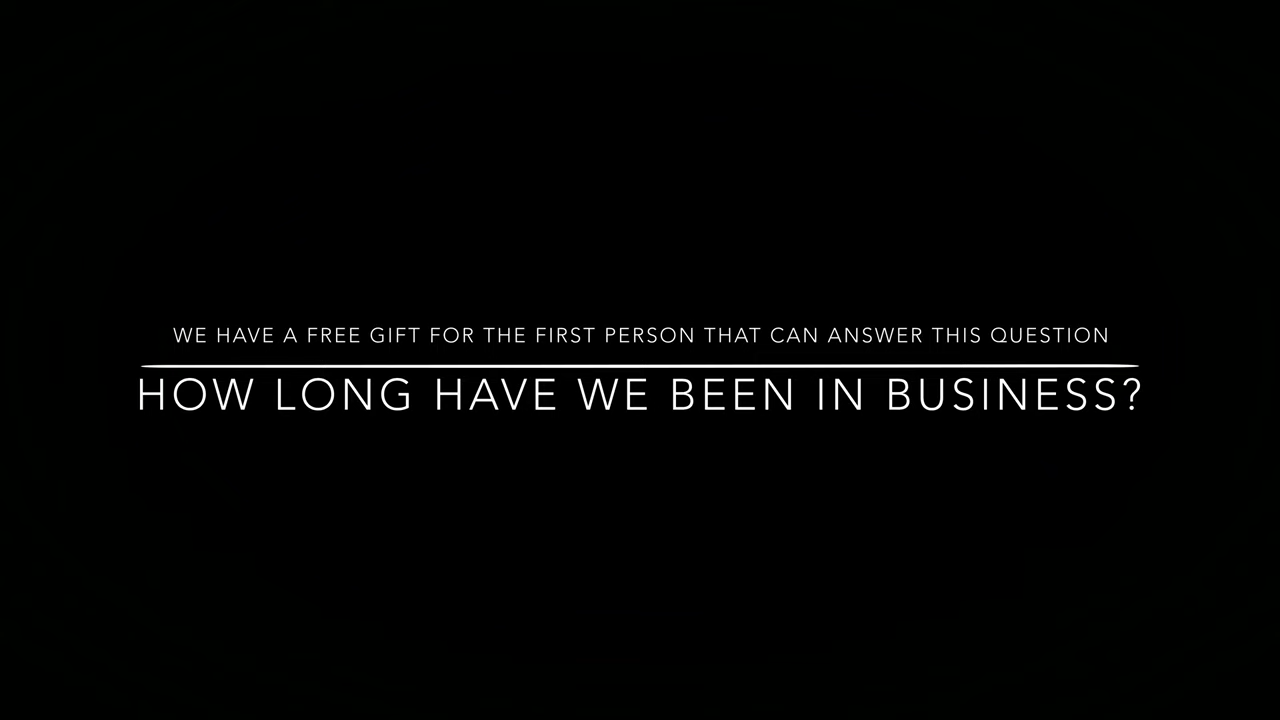 WE HAVE A FREE GIFT FOR THE FIRST PERSON THAT CAN ANSWER THIS QUESTION
HOW LONG HAVE WE BEEN IN BUSINESS?